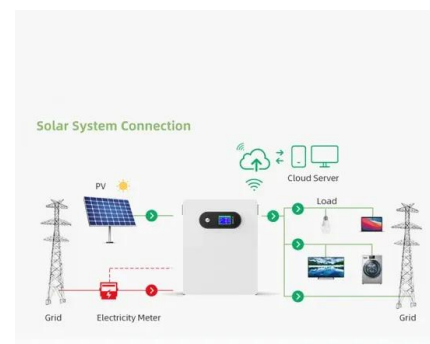 Solar System Connection
Cloud Server
PV
Load
Grid
Electricity Meter
Grid